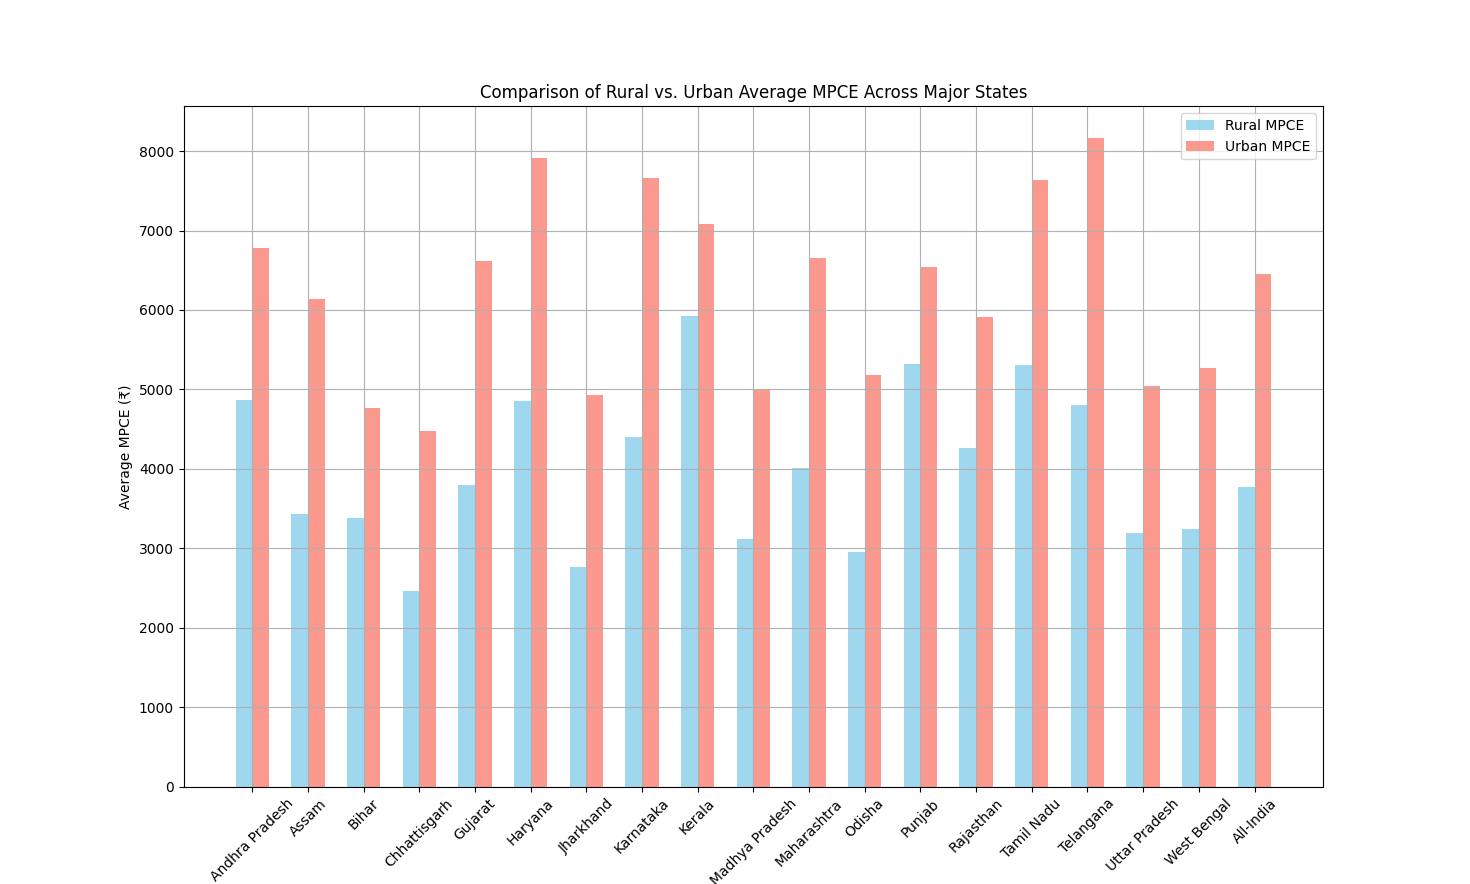 Comparison of Rural vs. Urban Average MPCE Across Major States
Rural MPCE
Urban MPCE
Average MPCE (₹)
8000
7000
6000
5000
4000
3000
2000
1000
0
Andhra Pradesh
Assam
Bihar
Chhattisgarh
Gujarat
Haryana
Jharkhand
Karnataka
Kerala
Madhya Pradesh
Maharashtra
Odisha
Punjab
Rajasthan
Tamil Nadu
Telangana
Uttar Pradesh
West Bengal
All-India